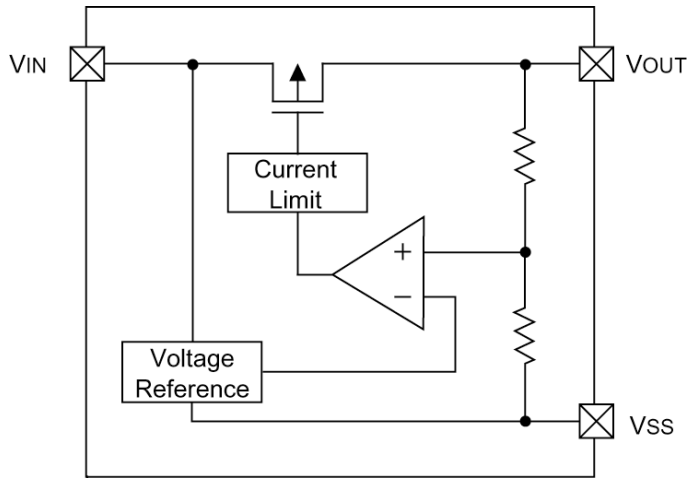 VIN
VOUT
Current
Limit
+
−
Voltage
Reference
VSS